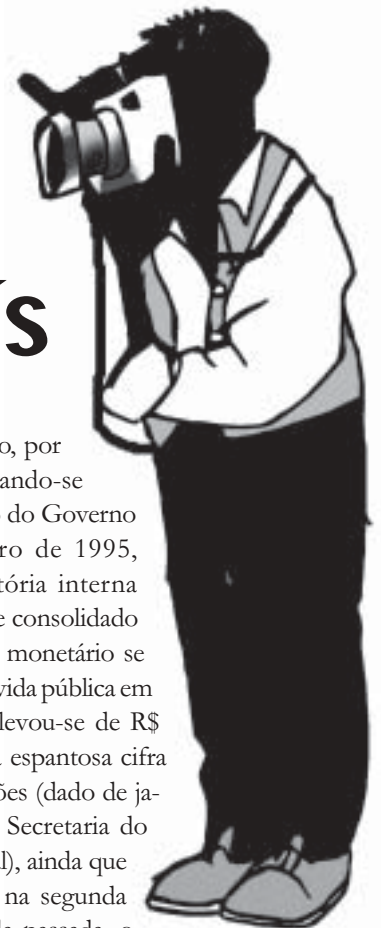 ís
o, por
ando-se
do Governo
ro de 1995,
tória interna
e consolidado
monetário se
vida pública em
levou-se de R$
espantosa cifra
ões (dado de ja-
Secretaria do
l), ainda que
na segunda